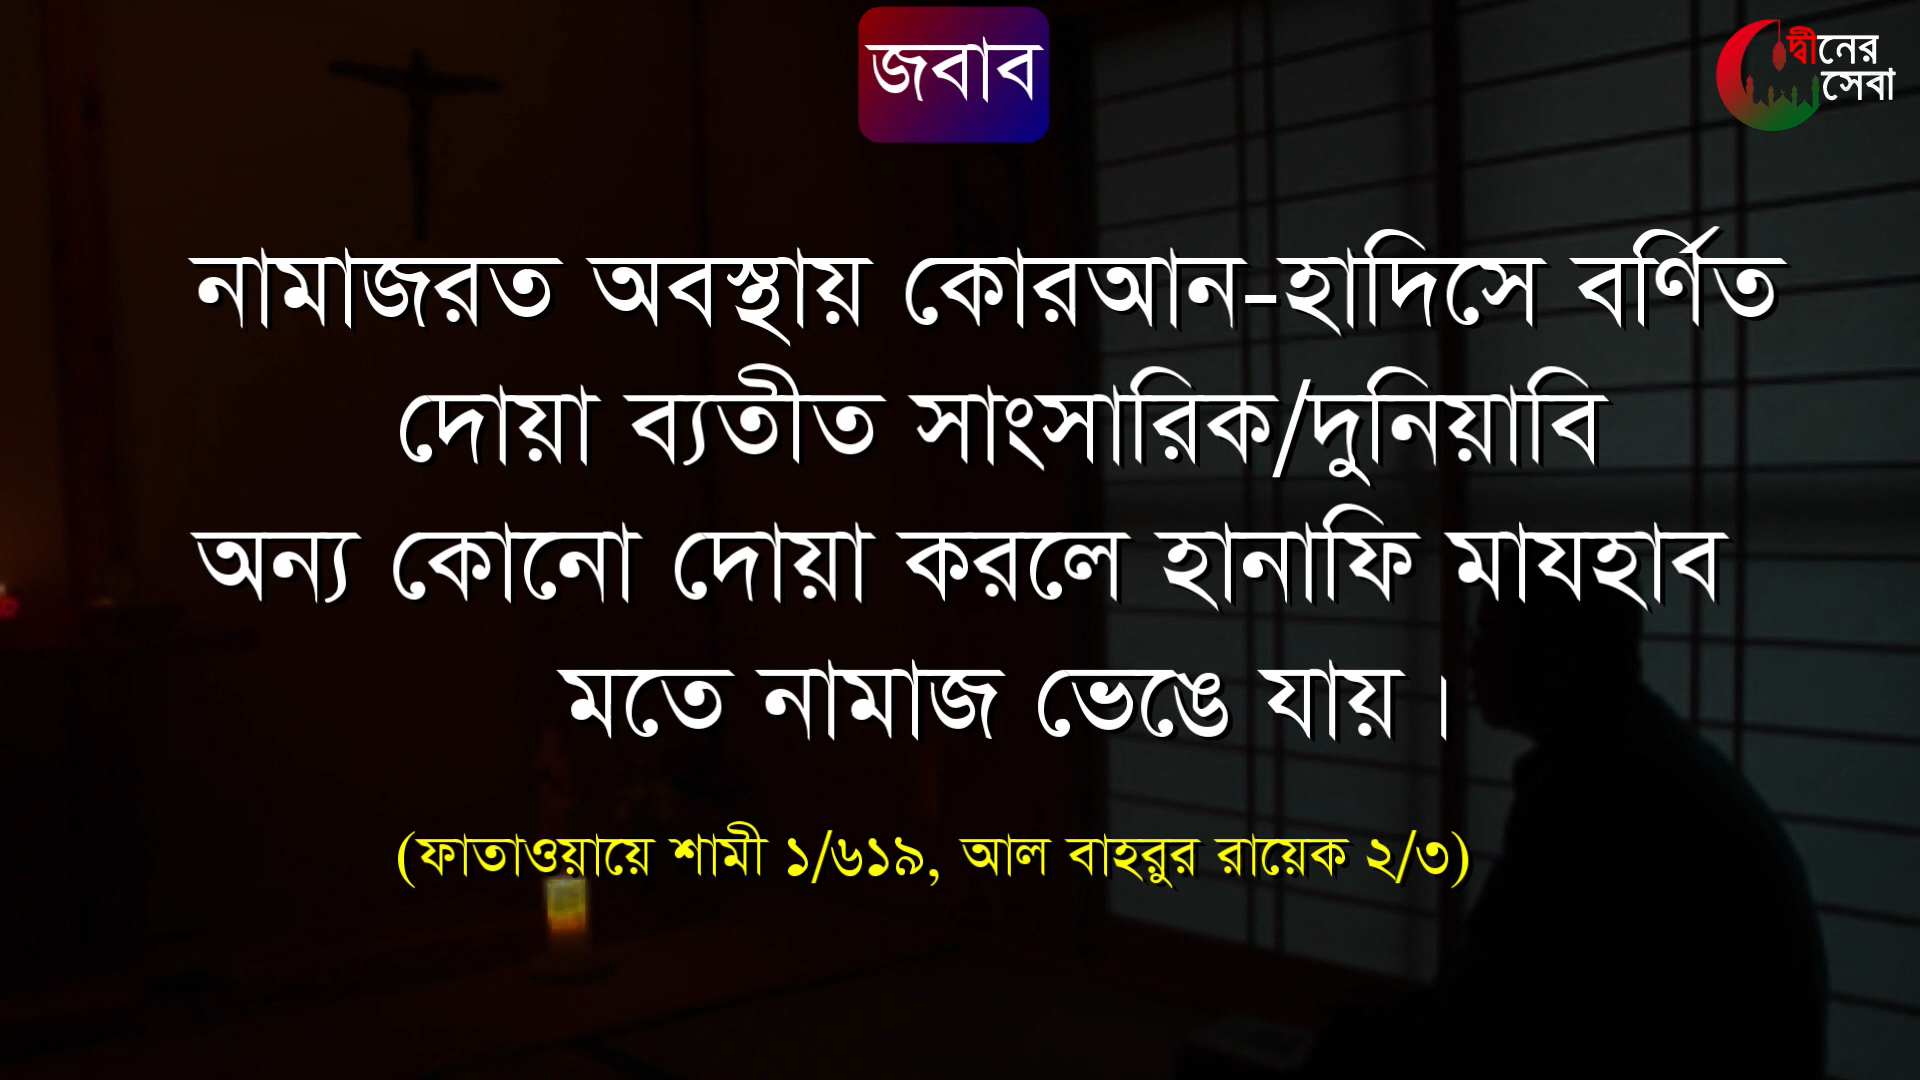 জবাব
দ্বীনের
সেবা
নামাজরত অবস্থায় কোরআন-হাদিসে বর্ণিত
দোয়া ব্যতীত সাংসারিক/দুনিয়াবি
অন্য কোনো দোয়া করলে হানাফি মাযহাব
মতে নামাজ ভেঙে যায়।
(ফাতাওয়ায়ে শামী ১/৬১৯, আল বাহরুর রায়েক ২/৩)